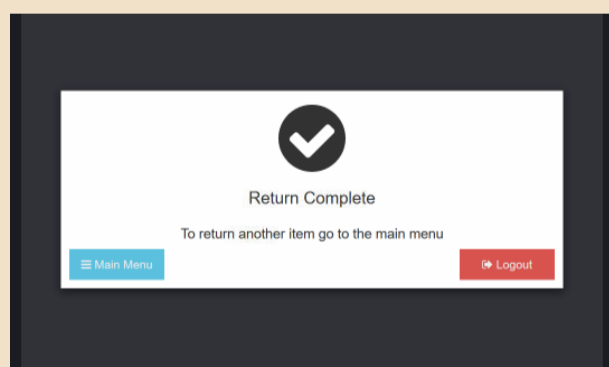 Return Complete
To return another item go to the main menu
Main Menu
Logout